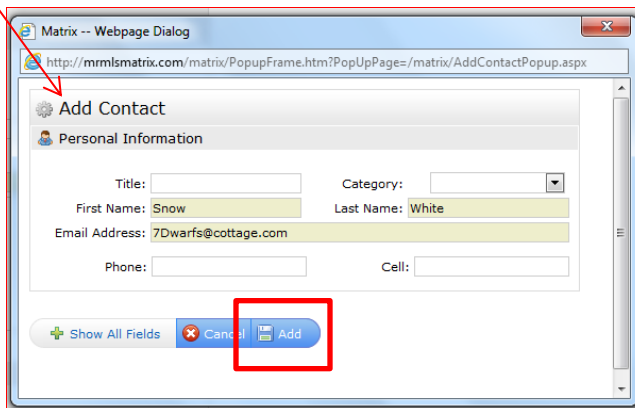 Matrix -- Webpage Dialog
http://mrmlsmatrix.com/matrix/PopupFrame.htm?PopUpPage=/matrix/AddContactPopup.aspx
Add Contact
Personal Information
Title: Category:
First Name: Snow Last Name: White
Email Address: 7Dwarfs@cottage.com
Phone: Cell:
Show All Fields Cancel Add